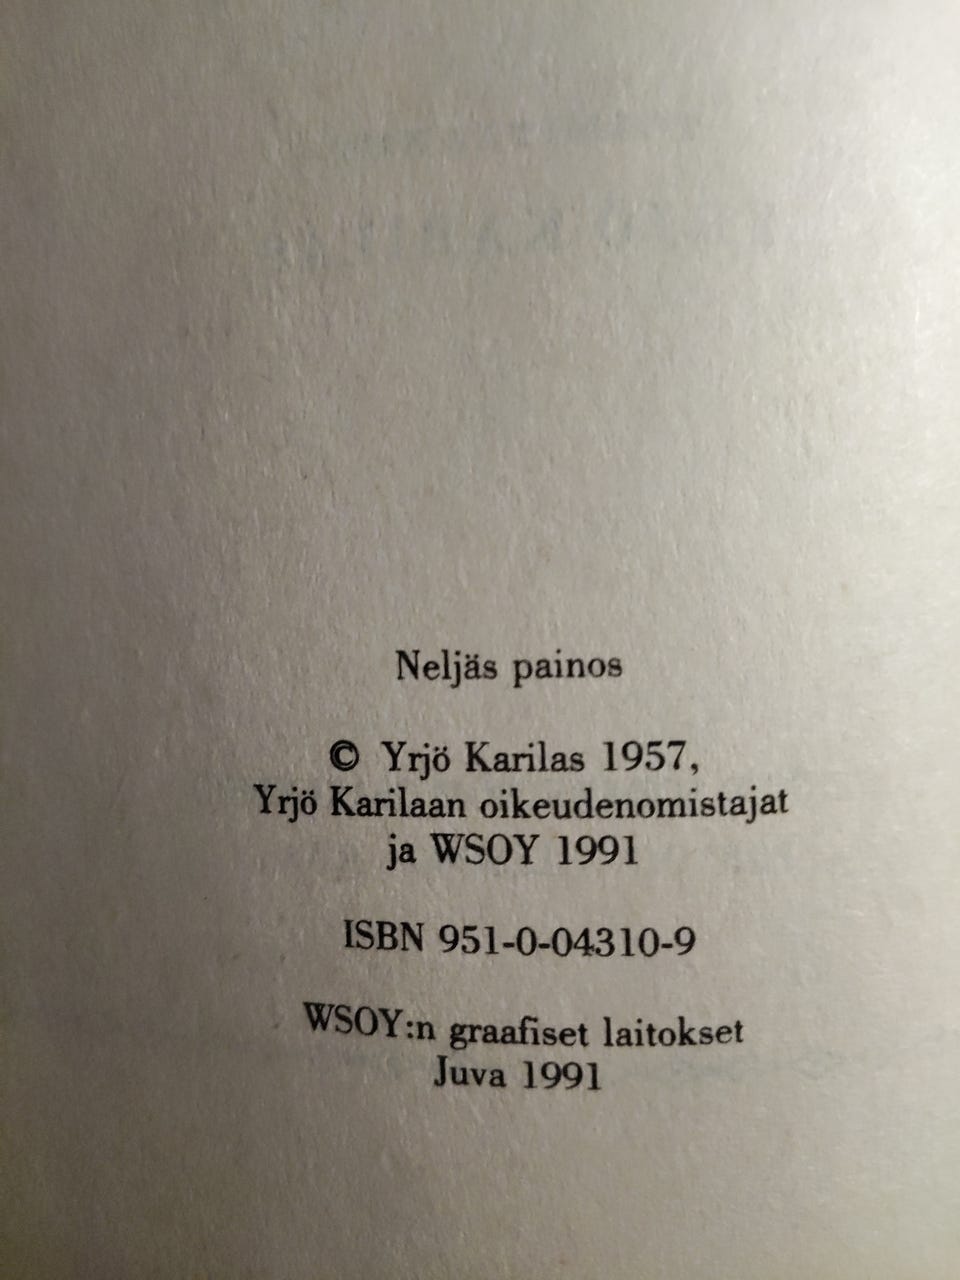 Neljäs painos
© Yrjö Karilas 1957,
Yrjö Karilaan oikeudenomistajat
ja WSOY 1991
ISBN 951-0-04310-9
WSOY:n graafiset laitokset
Juva 1991